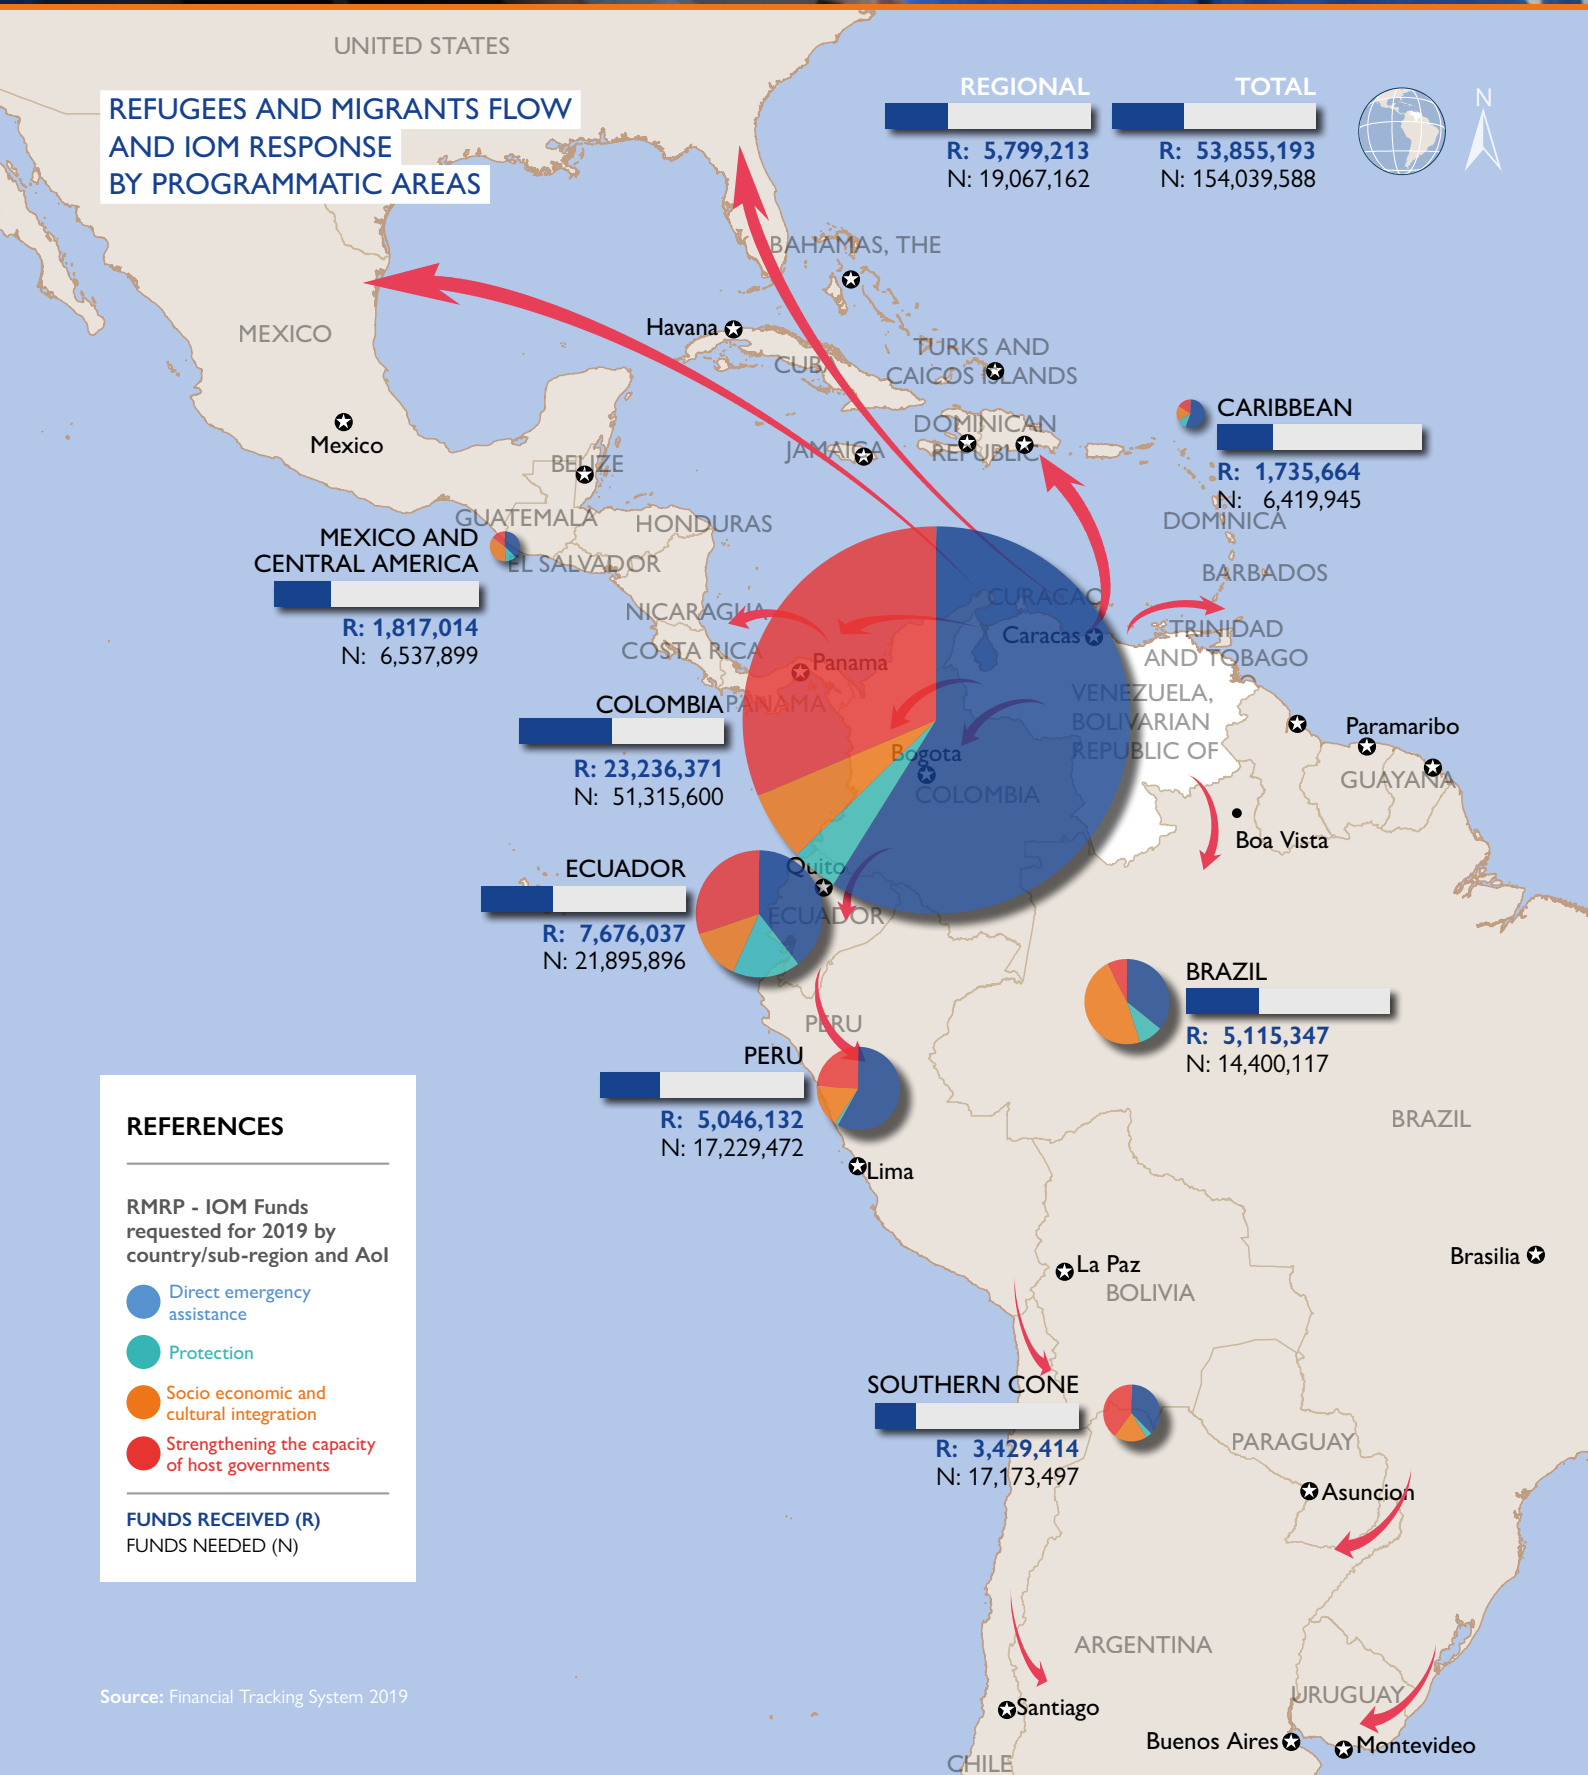 UNITED STATES
REFUGEES AND MIGRANTS FLOW
AND IOM RESPONSE
BY PROGRAMMATIC AREAS
REGIONAL
R: 5,799,213
N: 19,067,162
TOTAL
R: 53,855,193
N: 154,039,588
N
BAHAMAS, THE
Havana
MEXICO
CUBA
TURKS AND
CAICOS ISLANDS
Mexico
JAMAICA
DOMINICAN
REPUBLIC
CARIBBEAN
R: 1,735,664
N: 6,419,945
BELIZE
GUATEMALA
HONDURAS
DOMINICA
MEXICO AND
CENTRAL AMERICA
R: 1,817,014
N: 6,537,899
EL SALVADOR
BARBADOS
NICARAGUA
CURACAO
Caracas
TRINIDAD
AND TOBAGO
COSTA RICA
Panama
PANAMA
VENEZUELA,
BOLIVARIAN
REPUBLIC OF
COLOMBIA
R: 23,236,371
N: 51,315,600
Bogota
COLOMBIA
Paramaribo
GUAYANA
Boa Vista
ECUADOR
R: 7,676,037
N: 21,895,896
Quito
ECUADOR
BRAZIL
R: 5,115,347
N: 14,400,117
PERU
PERU
R: 5,046,132
N: 17,229,472
Lima
BRAZIL
REFERENCES
RMRP - IOM Funds
requested for 2019 by
country/sub-region and AoI
Direct emergency
assistance
Protection
Socio economic and
cultural integration
Strengthening the capacity
of host governments
FUNDS RECEIVED (R)
FUNDS NEEDED (N)
La Paz
BOLIVIA
Brasilia
SOUTHERN CONE
R: 3,429,414
N: 17,173,497
PARAGUAY
Asuncion
ARGENTINA
URUGUAY
Santiago
Buenos Aires
Montevideo
CHILE
Source: Financial Tracking System 2019